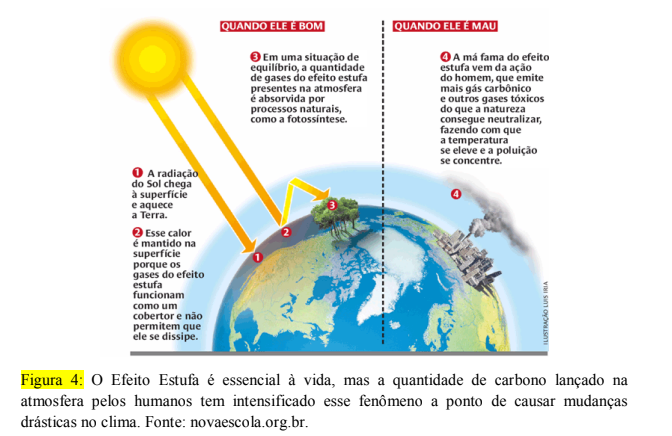 QUANDO ELE É BOM
QUANDO ELE É MAU
3 Em uma situação de
equilíbrio, a quantidade
de gases do efeito estufa
presentes na atmosfera
é absorvida por
processos naturais,
como a fotossíntese.
4 A má fama do efeito
estufa vem da ação
do homem, que emite
mais gás carbônico
e outros gases tóxicos
do que a natureza
consegue neutralizar,
fazendo com que
a temperatura
se eleve e a poluição
se concentre.
1 A radiação
do Sol chega
à superfície
e aquece
a Terra.
2 Esse calor
é mantido na
superfície
porque os
gases do efeito
estufa
funcionam
como um
cobertor e não
permitem que
ele se dissipe.
3
4
2
1
ILUSTRAÇÃO LUIS IRIA
Figura 4: O Efeito Estufa é essencial à vida, mas a quantidade de carbono lançado na
atmosfera pelos humanos tem intensificado esse fenômeno a ponto de causar mudanças
drásticas no clima. Fonte: novaescola.org.br.